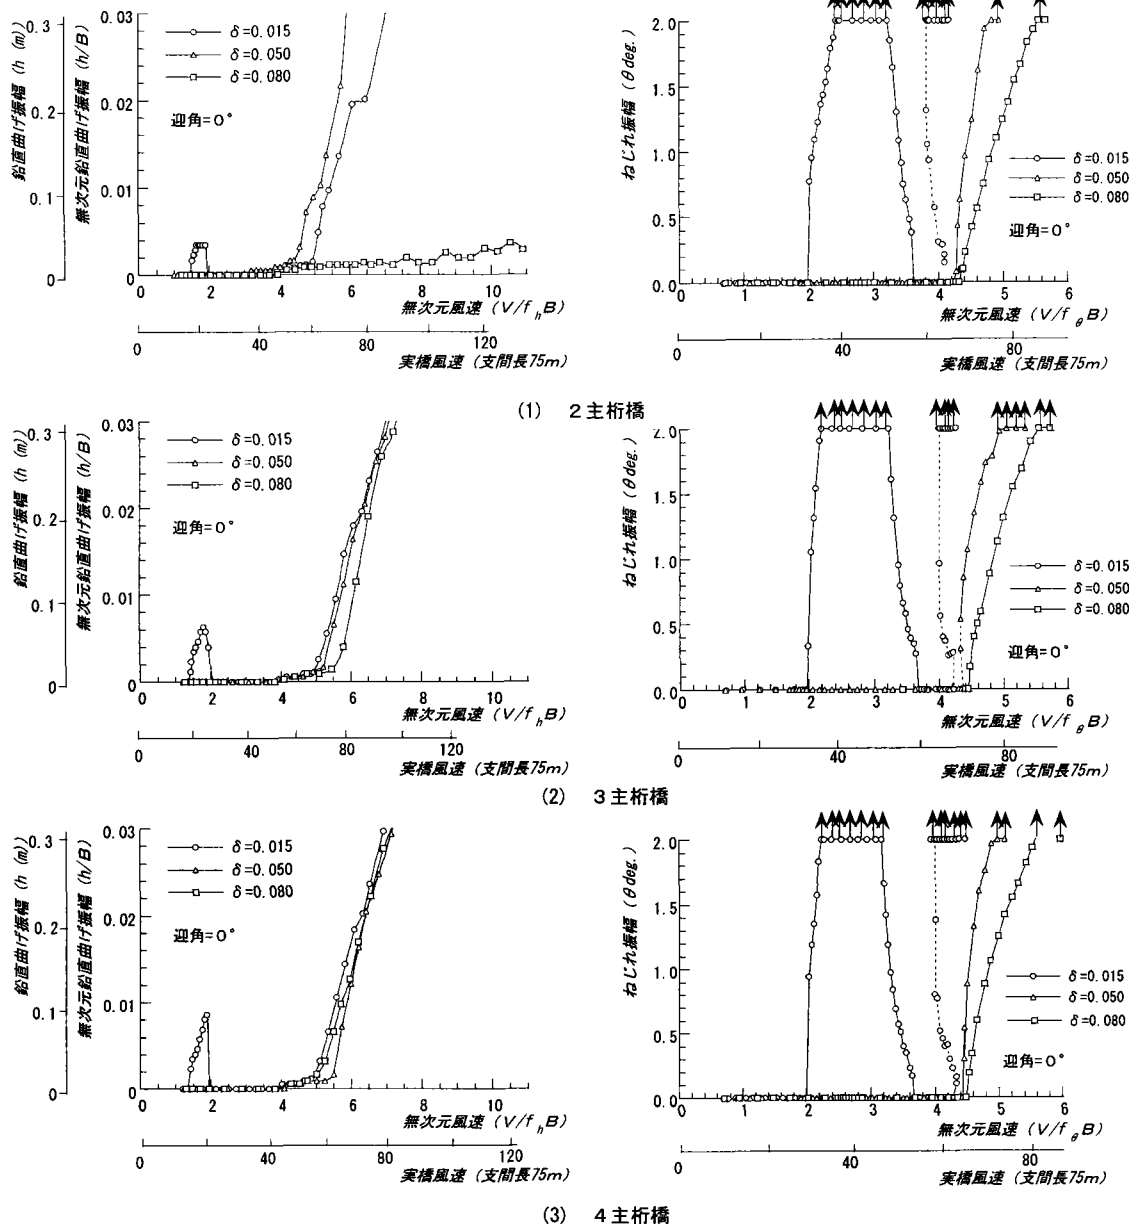 鉛直曲げ振幅 (h (m))
0.3
0.2
0.1
0
無次元鉛直曲げ振幅 (h/B)
0.03
0.02
0.01
0
δ=0.015
δ=0.050
δ=0.080
迎角=0°
0 2 4 6 8 10
無次元風速 (V/f_h B)
0 40 80 120
実橋風速 (支間長75m)
ねじれ振幅 (θdeg.)
2.0
1.5
1.0
0.5
0.0
δ=0.015
δ=0.050
δ=0.080
迎角=0°
0 1 2 3 4 5 6
無次元風速 (V/f_θ B)
0 40 80
実橋風速 (支間長75m)
(1) 2主桁橋
鉛直曲げ振幅 (h (m))
0.3
0.2
0.1
0
無次元鉛直曲げ振幅 (h/B)
0.03
0.02
0.01
0
δ=0.015
δ=0.050
δ=0.080
迎角=0°
0 2 4 6 8 10
無次元風速 (V/f_h B)
0 40 80 120
実橋風速 (支間長75m)
ねじれ振幅 (θdeg.)
2.0
1.5
1.0
0.5
0.0
δ=0.015
δ=0.050
δ=0.080
迎角=0°
0 1 2 3 4 5 6
無次元風速 (V/f_θ B)
0 40 80
実橋風速 (支間長75m)
(2) 3主桁橋
鉛直曲げ振幅 (h (m))
0.3
0.2
0.1
0
無次元鉛直曲げ振幅 (h/B)
0.03
0.02
0.01
0
δ=0.015
δ=0.050
δ=0.080
迎角=0°
0 2 4 6 8 10
無次元風速 (V/f_h B)
0 40 80 120
実橋風速 (支間長75m)
ねじれ振幅 (θdeg.)
2.0
1.5
1.0
0.5
0.0
δ=0.015
δ=0.050
δ=0.080
迎角=0°
0 1 2 3 4 5 6
無次元風速 (V/f_θ B)
0 40 80
実橋風速 (支間長75m)
(3) 4主桁橋